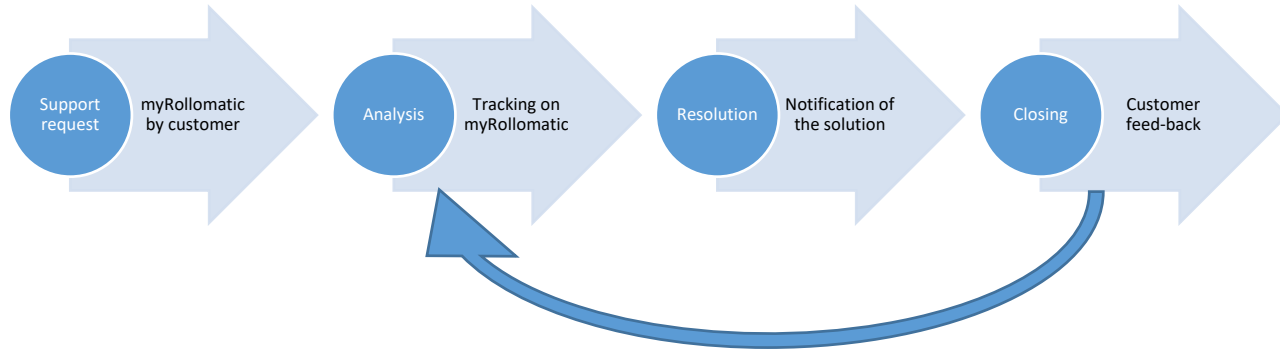 Support
request
myRollomatic
by customer
Analysis
Tracking on
myRollomatic
Resolution
Notification of
the solution
Closing
Customer
feed-back